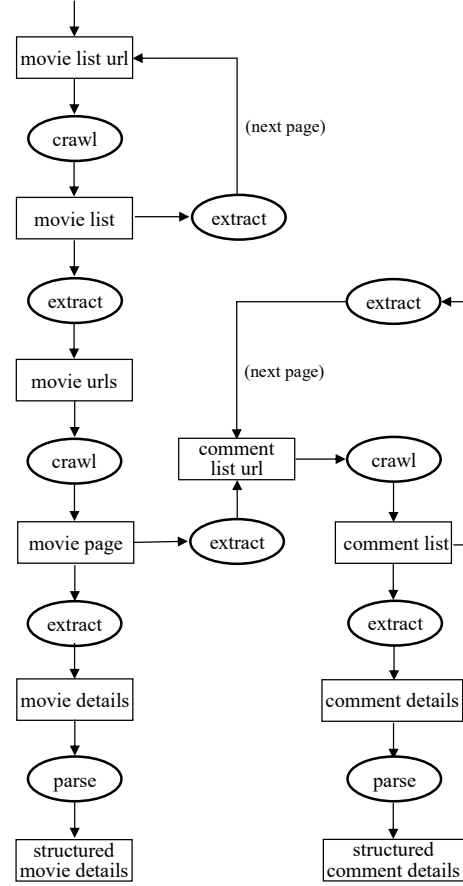 movie list url
crawl
(next page)
movie list
extract
extract
extract
movie urls
(next page)
crawl
comment
list url
crawl
movie page
extract
comment list
extract
extract
movie details
comment details
parse
parse
structured
movie details
structured
comment details